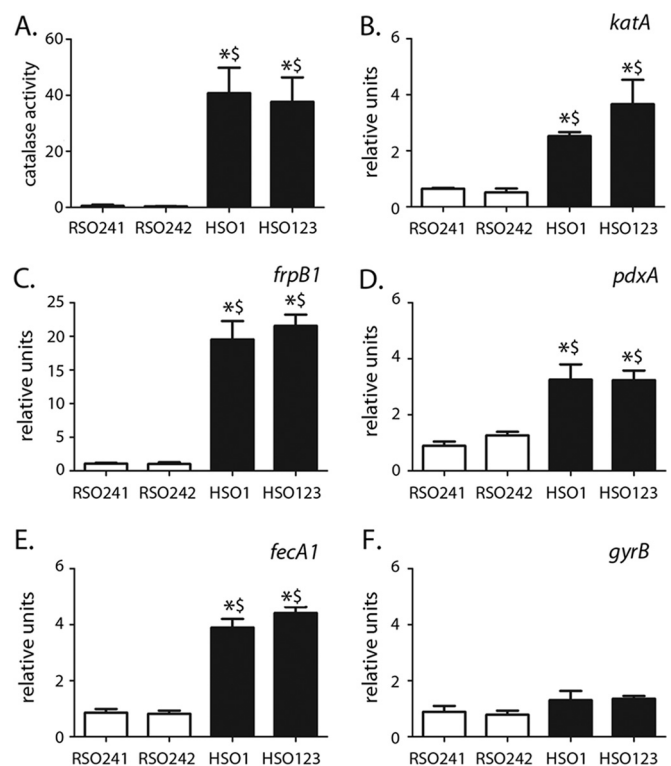 A.
catalase activity
60
*$ *$
40
20
0
RSO241 RSO242 HSO1 HSO123
B.
katA
relative units
6
*$
4
*$
2
0
RSO241 RSO242 HSO1 HSO123
C.
frpB1
relative units
25
*$ *$
20
15
10
5
0
RSO241 RSO242 HSO1 HSO123
D.
pdxA
relative units
6
*$ *$
4
2
0
RSO241 RSO242 HSO1 HSO123
E.
fecA1
relative units
6
*$ *$
4
2
0
RSO241 RSO242 HSO1 HSO123
F.
gyrB
relative units
6
4
2
0
RSO241 RSO242 HSO1 HSO123